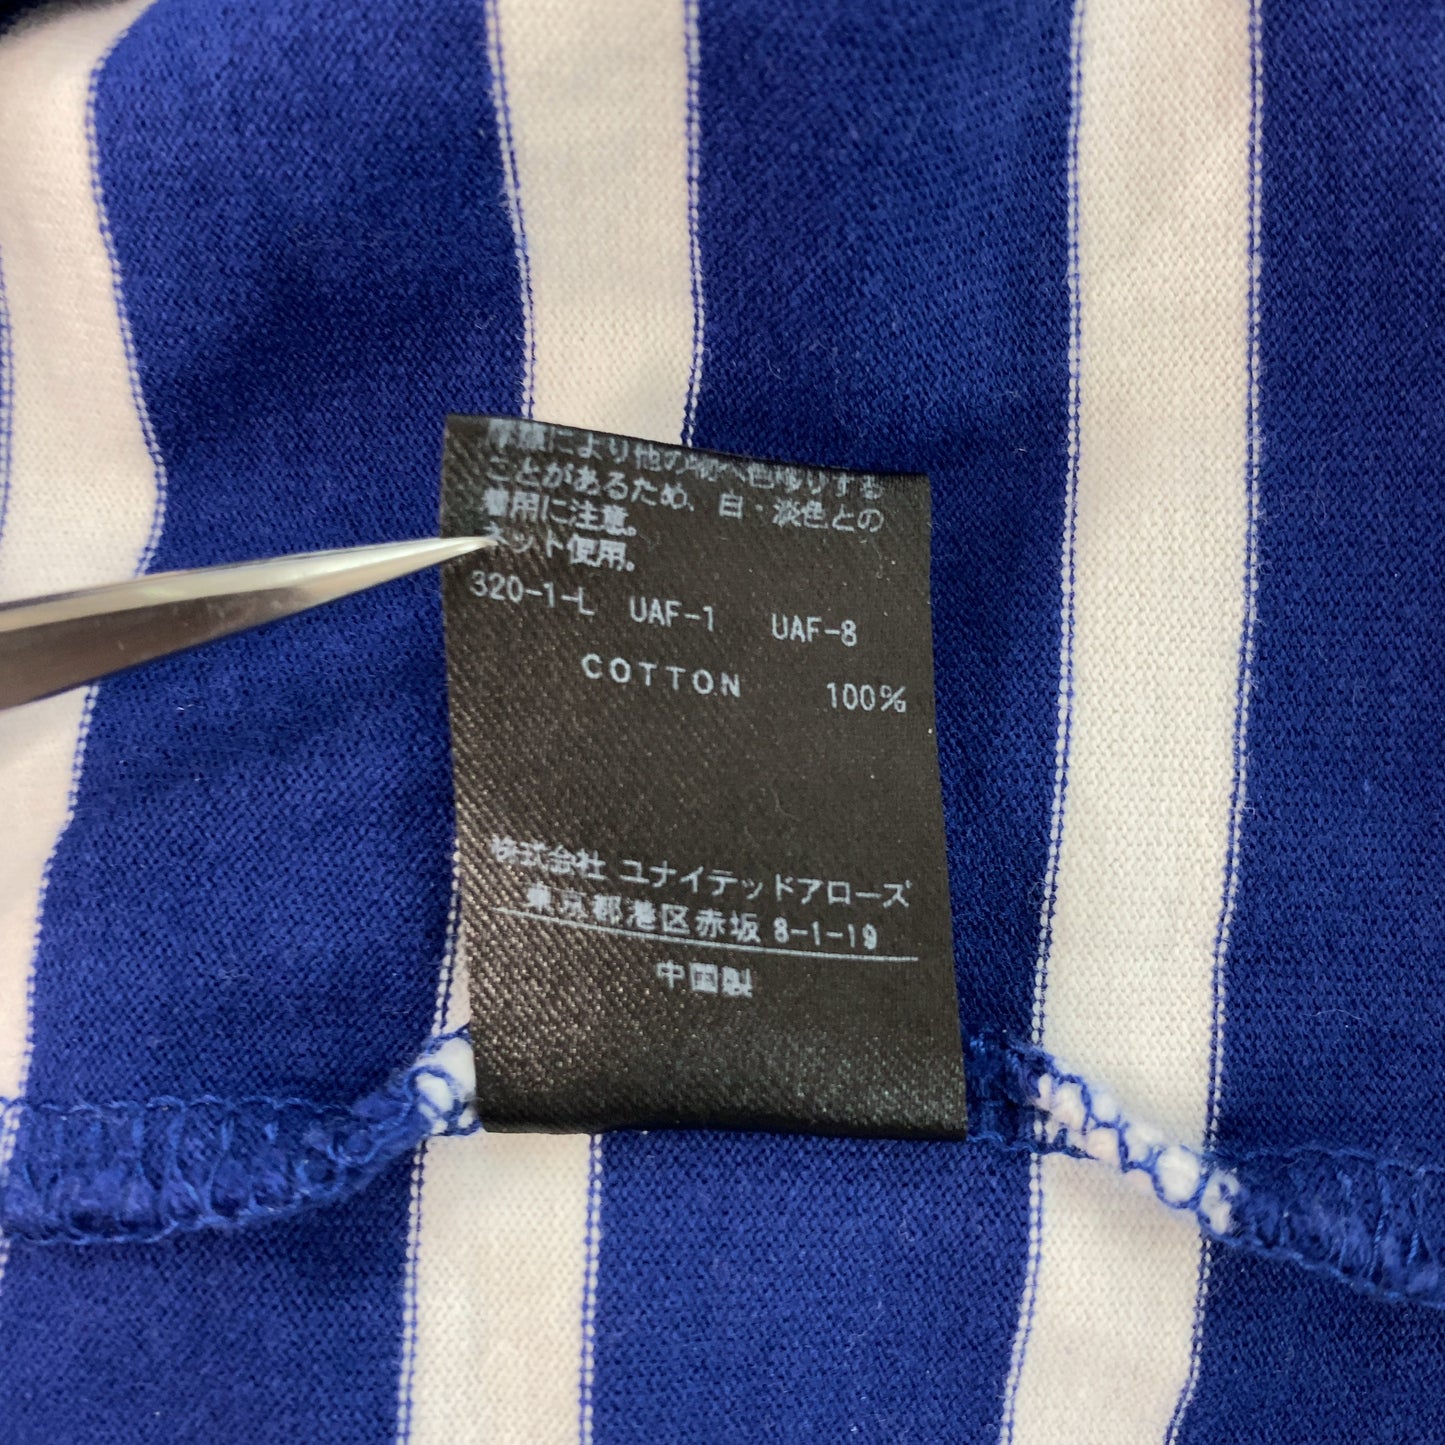 摩擦により他の物へ色移りする
ことがあるため、白・淡色との
着用に注意。
ネット使用。
320-1-L UAF-1 UAF-8
COTTON 100%
株式会社 ユナイテッドアローズ
東京都港区赤坂 8-1-19
中国製